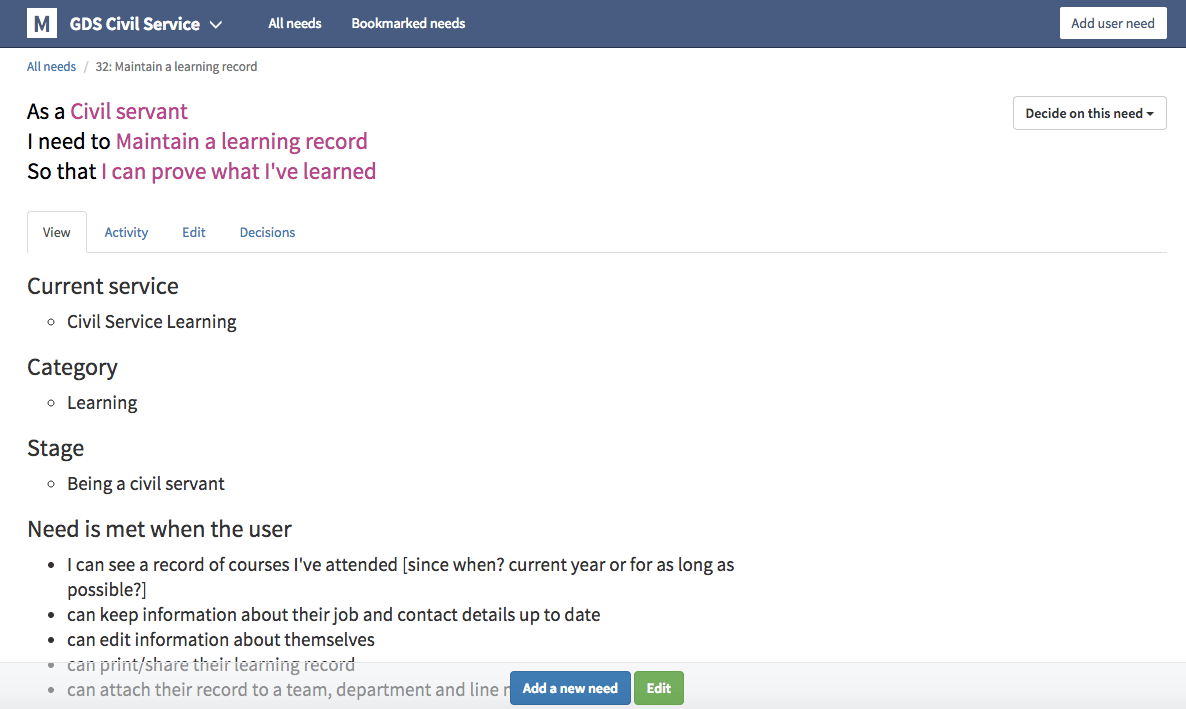 M GDS Civil Service All needs Bookmarked needs Add user need
All needs / 32: Maintain a learning record
As a Civil servant
Decide on this need
I need to Maintain a learning record
So that I can prove what I've learned
View Activity Edit Decisions
Current service
Civil Service Learning
Category
Learning
Stage
Being a civil servant
Need is met when the user
I can see a record of courses I've attended [since when? current year or for as long as
possible?]
can keep information about their job and contact details up to date
can edit information about themselves
can print/share their learning record
can attach their record to a team, department and line
Add a new need Edit